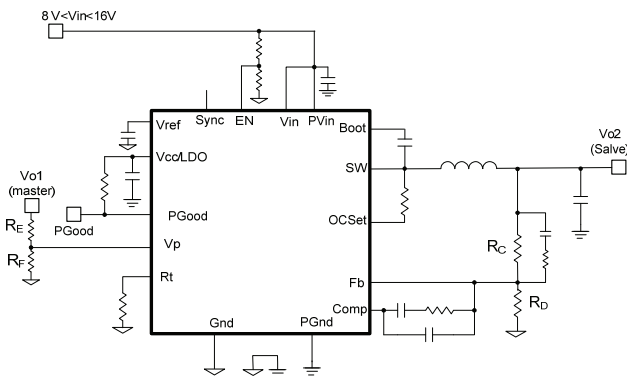 8 V<Vin<16V
Sync
EN
Vin
PVin
Vref
Boot
Vcc/LDO
SW
Vo2
(Salve)
Vo1
(master)
PGood
PGood
OCSet
RE
Vp
RC
RF
Rt
Fb
RD
Comp
Gnd
PGnd